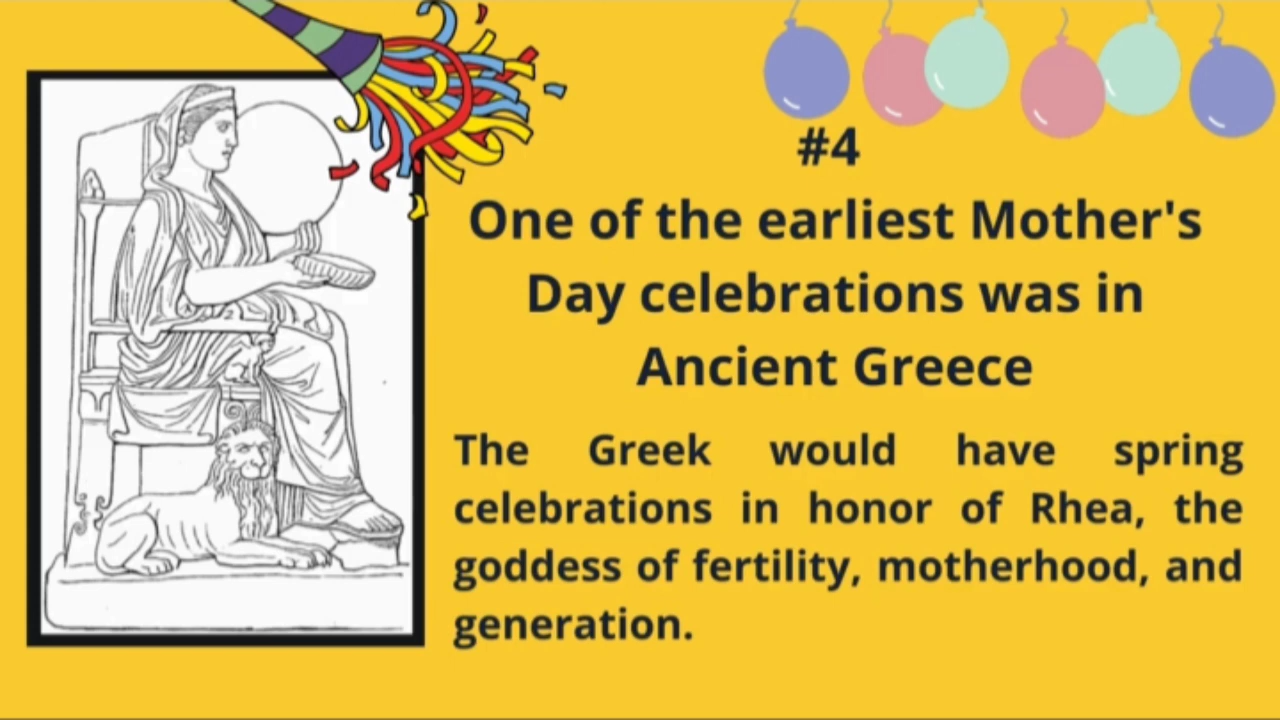 #4
One of the earliest Mother's
Day celebrations was in
Ancient Greece
The Greek would have spring
celebrations in honor of Rhea, the
goddess of fertility, motherhood, and
generation.